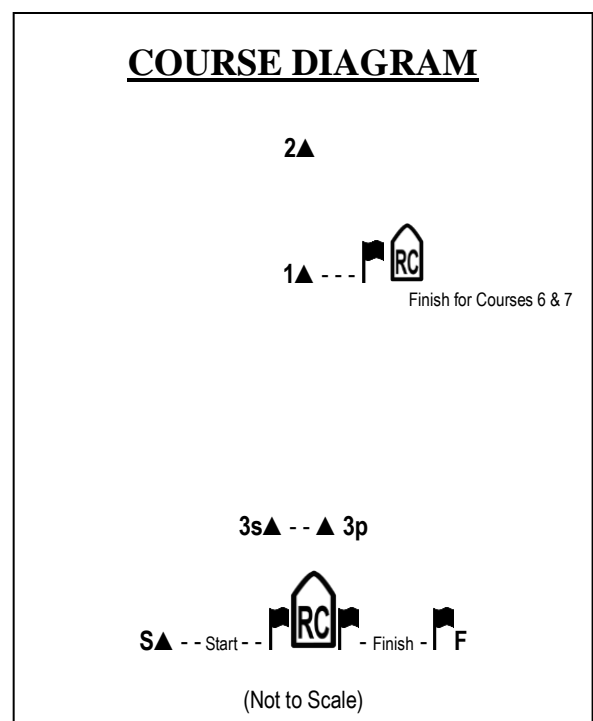 COURSE DIAGRAM
2▲
1▲ - - - RC
Finish for Courses 6 & 7
3s▲ - - ▲ 3p
S▲ - - Start - - RC - Finish - F
(Not to Scale)